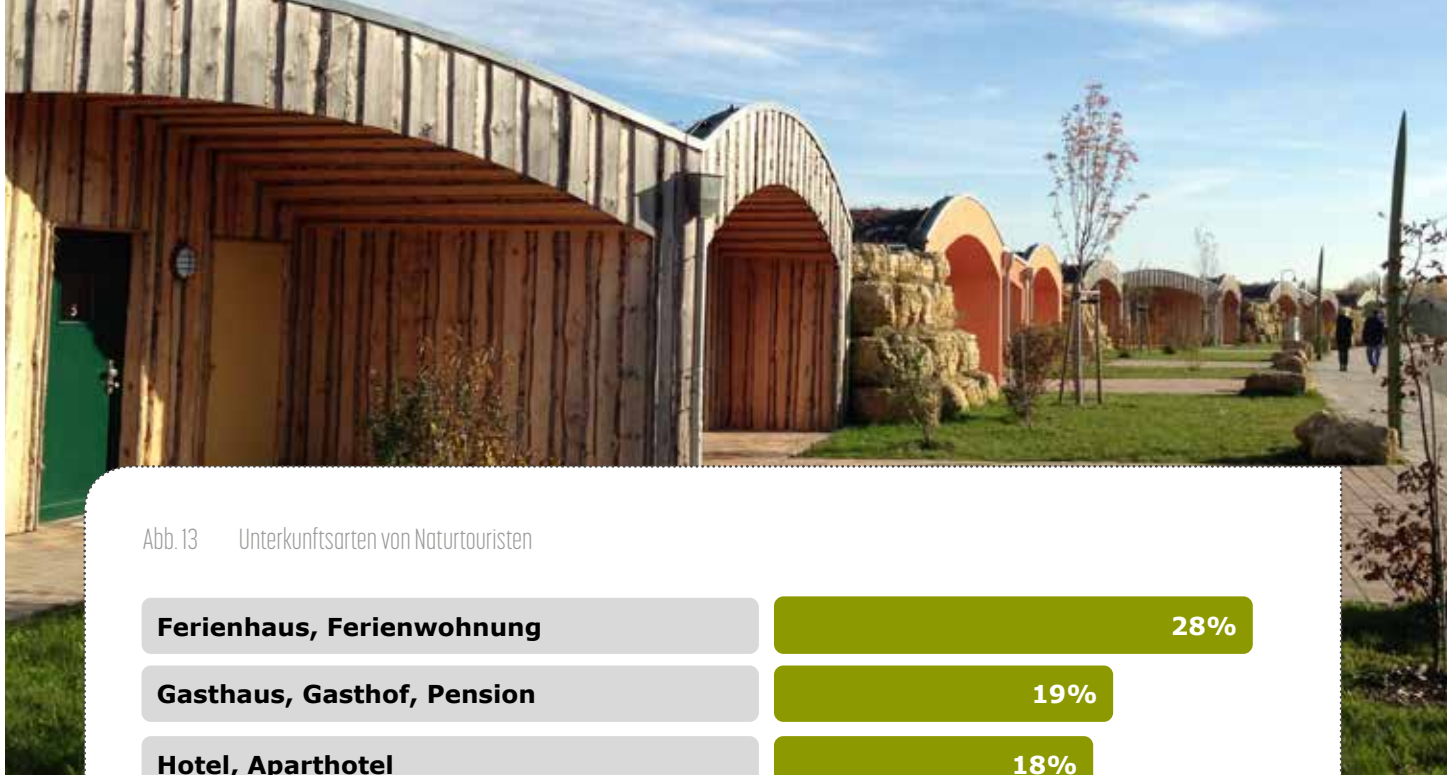 Abb. 13 Unterkunftsarten von Naturtouristen
Ferienhaus, Ferienwohnung 28%
Gasthaus, Gasthof, Pension 19%
Hotel, Aparthotel 18%